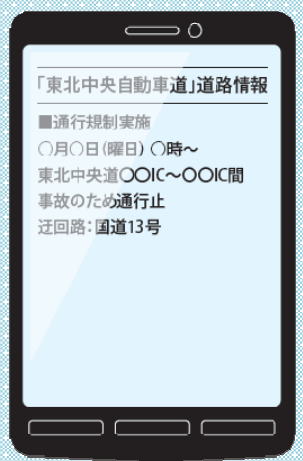 「東北中央自動車道」道路情報
■通行規制実施
○月○日(曜日) ○時～
東北中央道○○IC～○○IC間
事故のため通行止
迂回路：国道13号